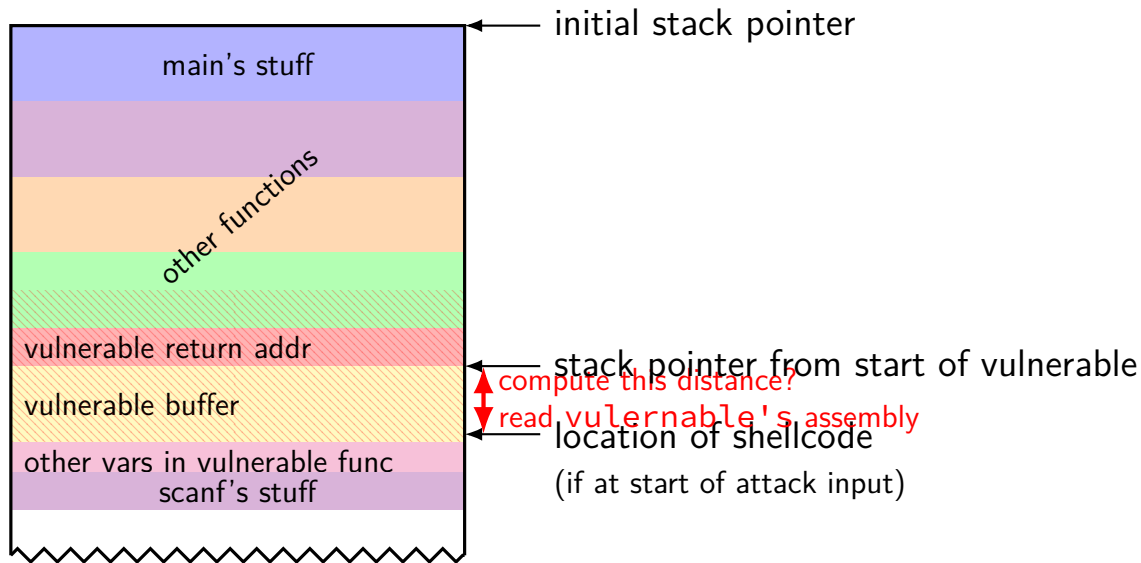 initial stack pointer
main's stuff
other functions
vulnerable return addr
stack pointer from start of vulnerable
compute this distance?
vulnerable buffer
read vulernable's assembly
location of shellcode
other vars in vulnerable func
(if at start of attack input)
scanf's stuff